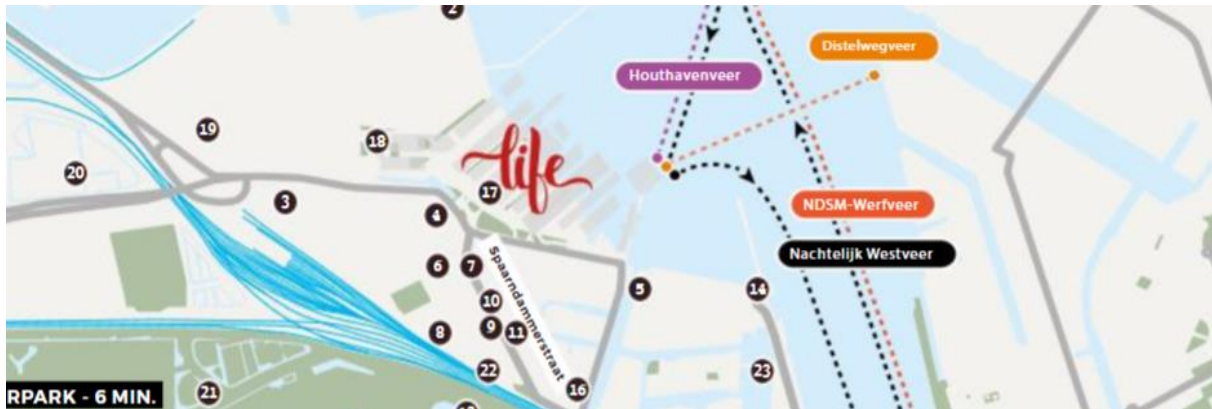 2
Distelwegveer
Houthavenveer
19
18
life
20
17
3
4
NDSM-Werfveer
Nachtelijk Westveer
6
7
Spaarndammerstraat
5
14
10
9
11
8
22
23
16
21
RPARK - 6 MIN.